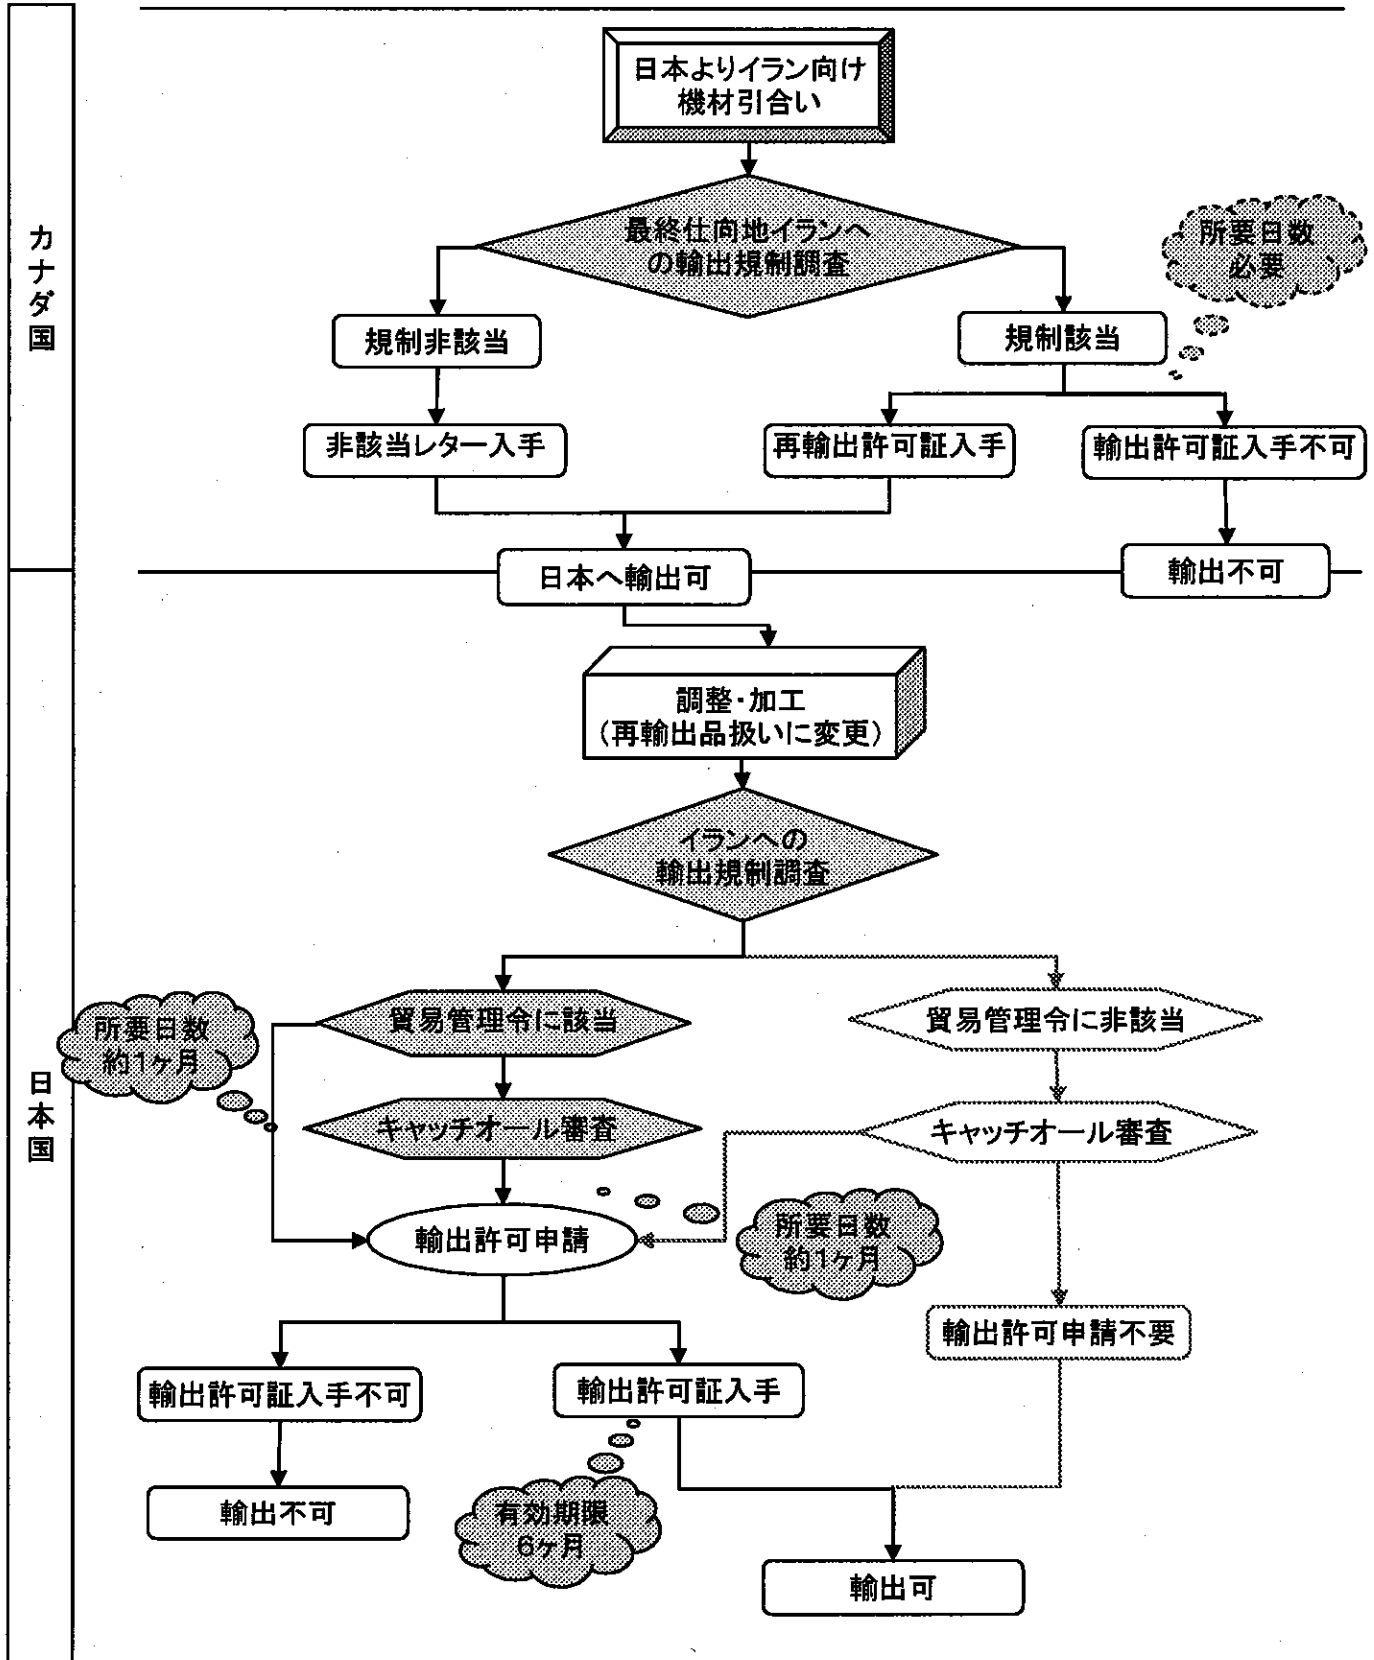 カナダ国
日本よりイラン向け
機材引合い
最終仕向地イランへ
の輸出規制調査
所要日数
必要
規制非該当
規制該当
非該当レター入手
再輸出許可証入手
輸出許可証入手不可
日本へ輸出可
輸出不可
日本国
調整・加工
(再輸出品扱いに変更)
イランへの
輸出規制調査
所要日数
約1ヶ月
貿易管理令に該当
貿易管理令に非該当
キャッチオール審査
キャッチオール審査
輸出許可申請
所要日数
約1ヶ月
輸出許可申請不要
輸出許可証入手不可
輸出許可証入手
輸出不可
有効期限
6ヶ月
輸出可